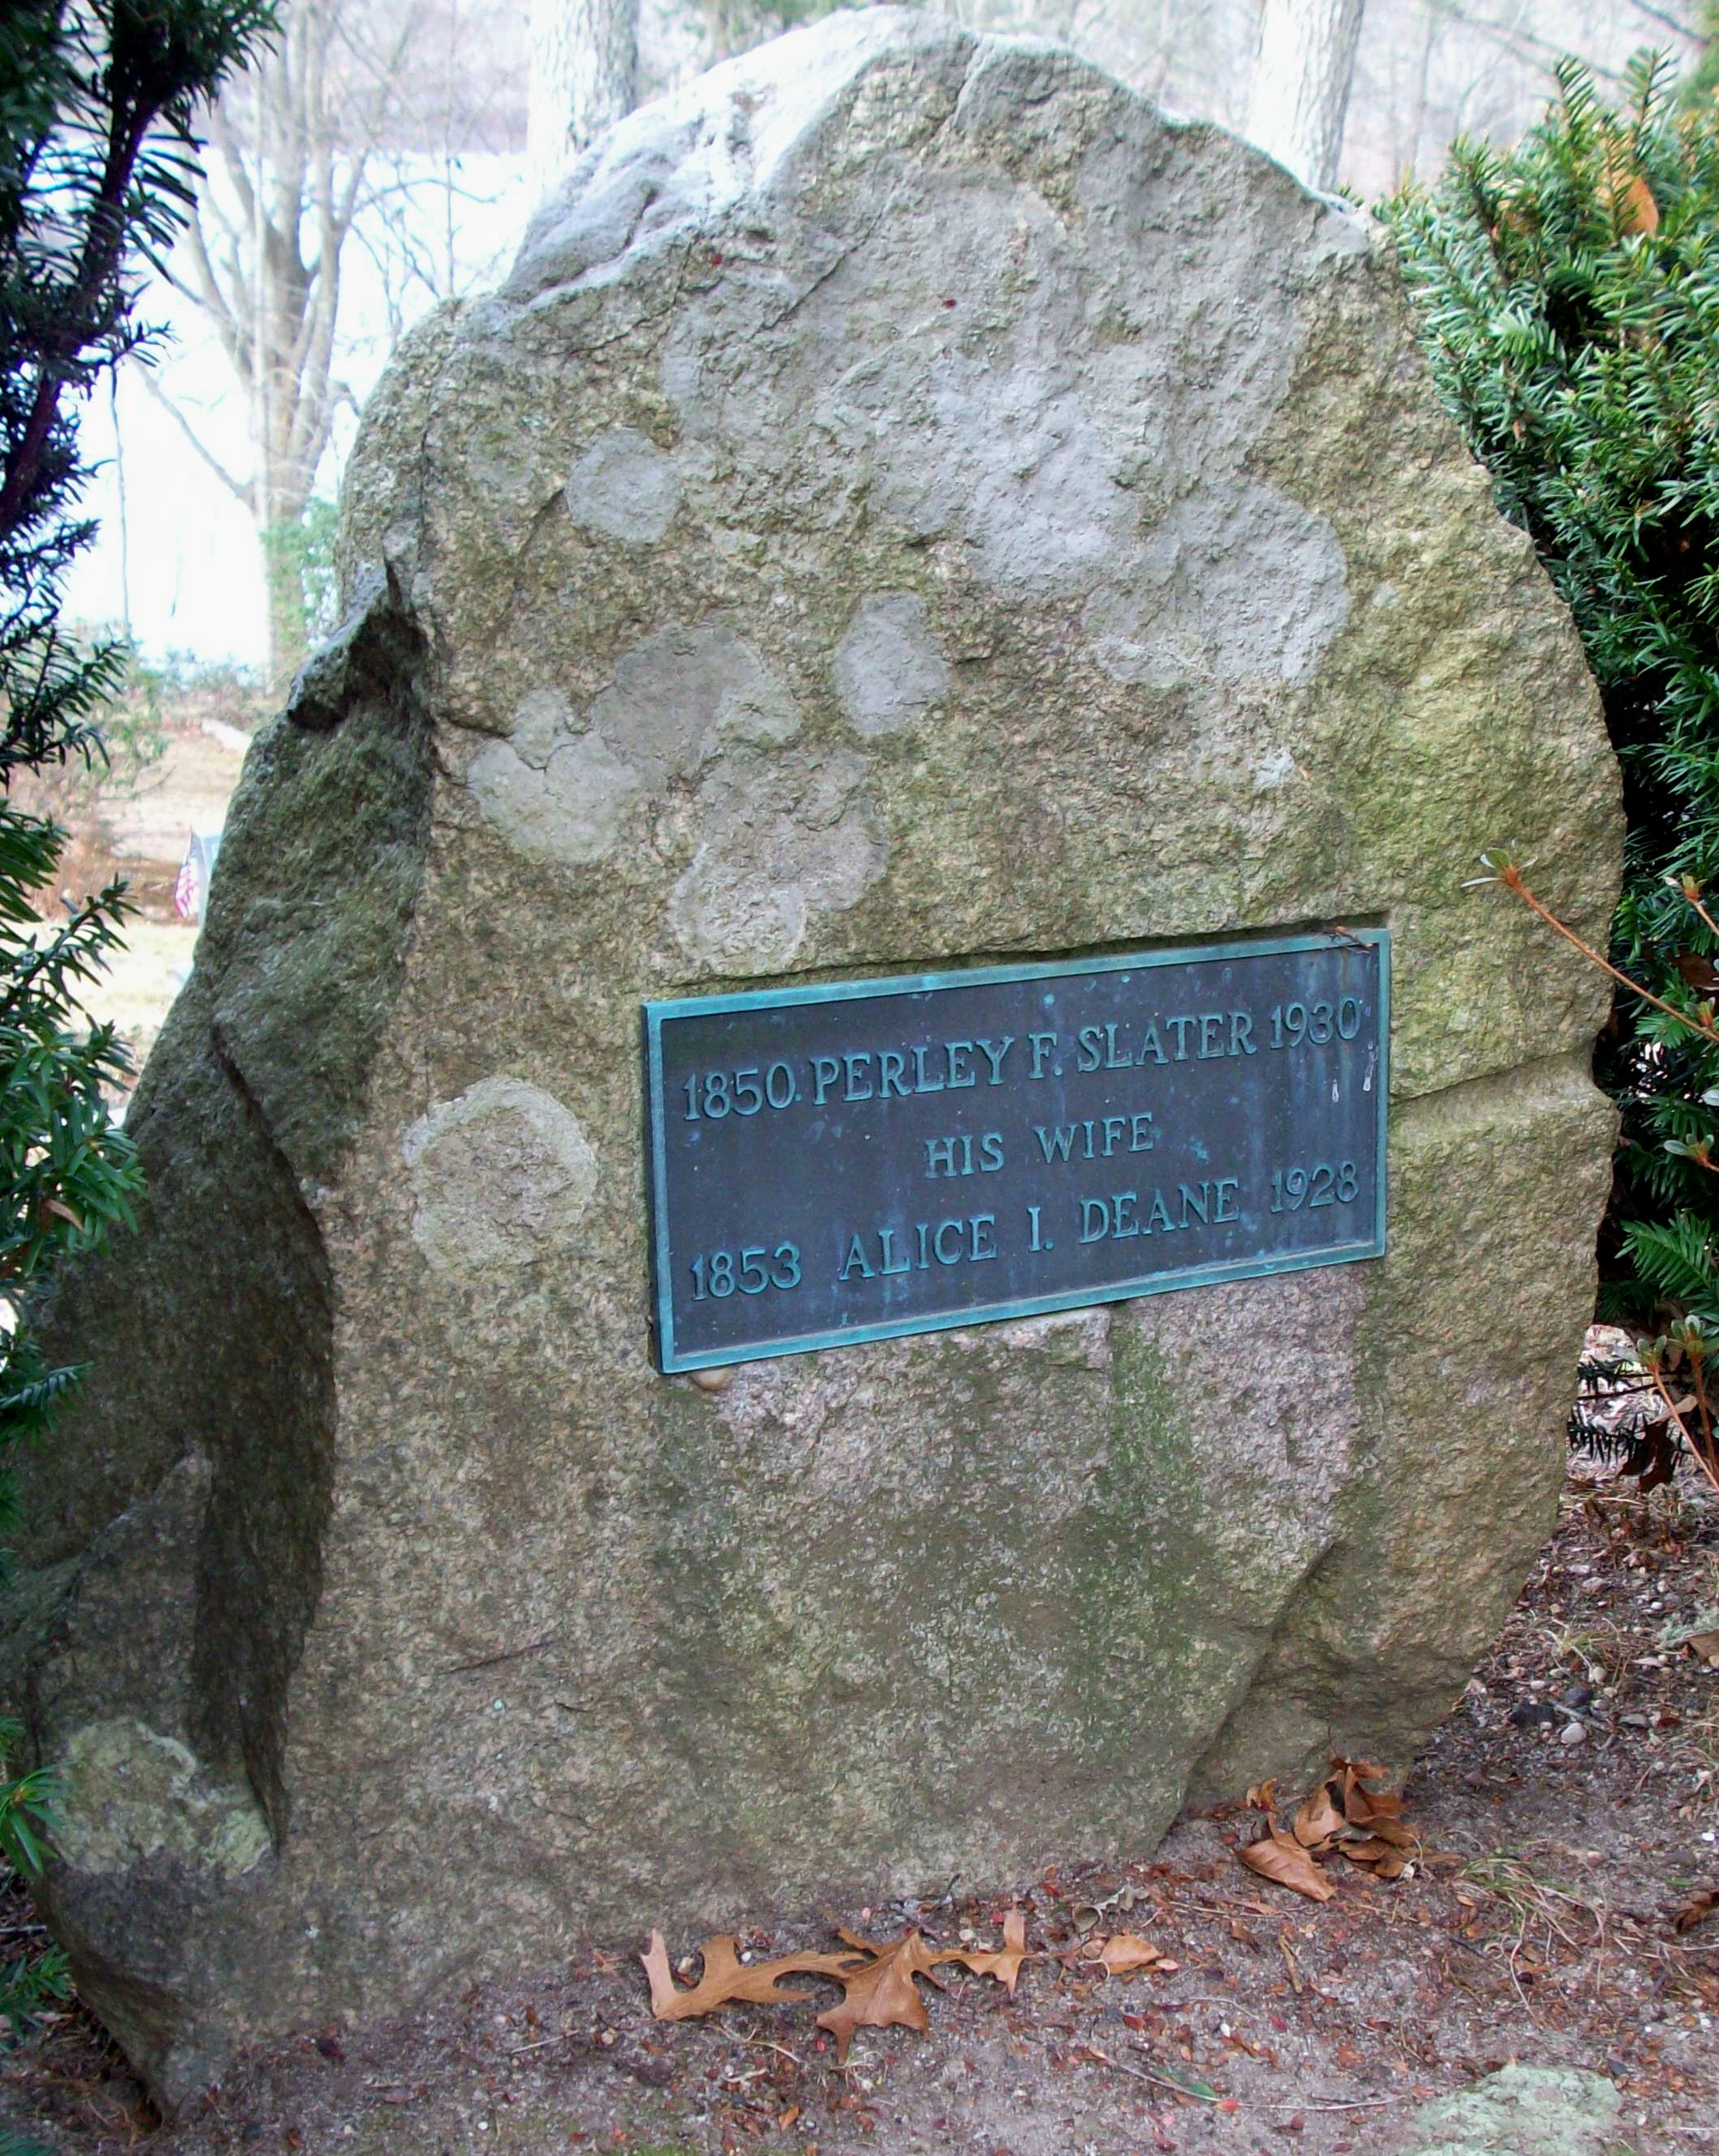 1850 PERLEY F. SLATER 1930
HIS WIFE
1853 ALICE I. DEANE 1928